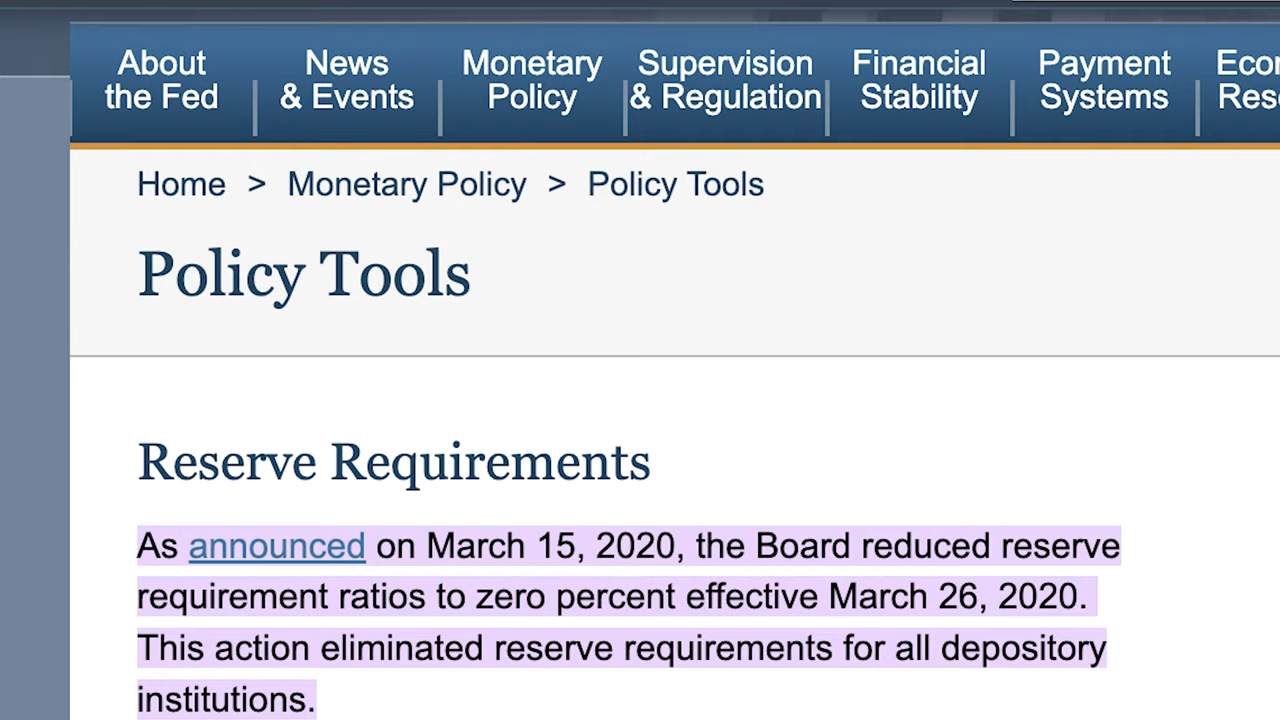 About the Fed
News & Events
Monetary Policy
Supervision & Regulation
Financial Stability
Payment Systems
Home > Monetary Policy > Policy Tools
Policy Tools
Reserve Requirements
As announced on March 15, 2020, the Board reduced reserve
requirement ratios to zero percent effective March 26, 2020.
This action eliminated reserve requirements for all depository
institutions.